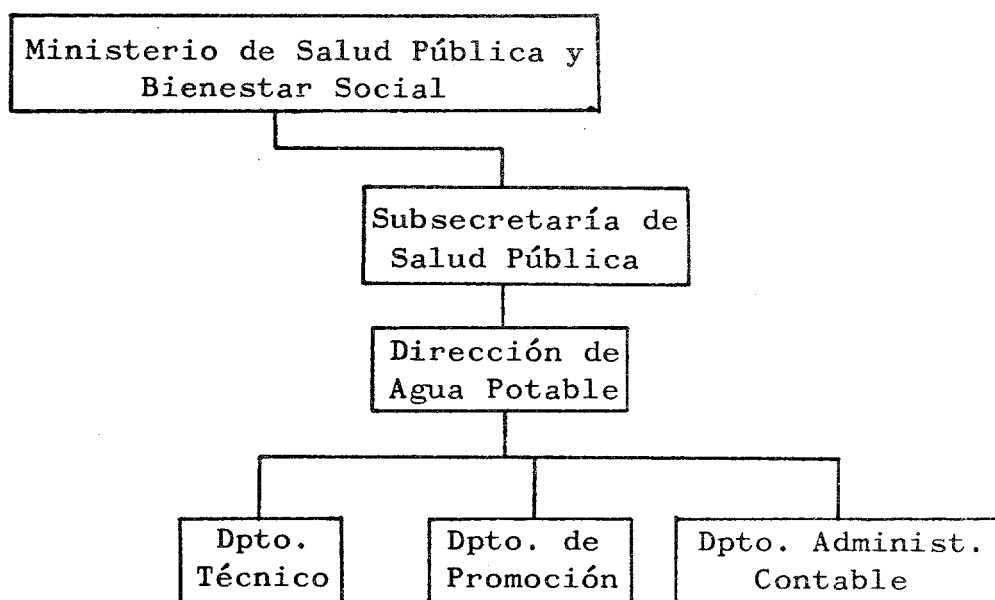 Ministerio de Salud Pública y
Bienestar Social
Subsecretaría de
Salud Pública
Dirección de
Agua Potable
Dpto.
Técnico
Dpto. de
Promoción
Dpto. Administ.
Contable